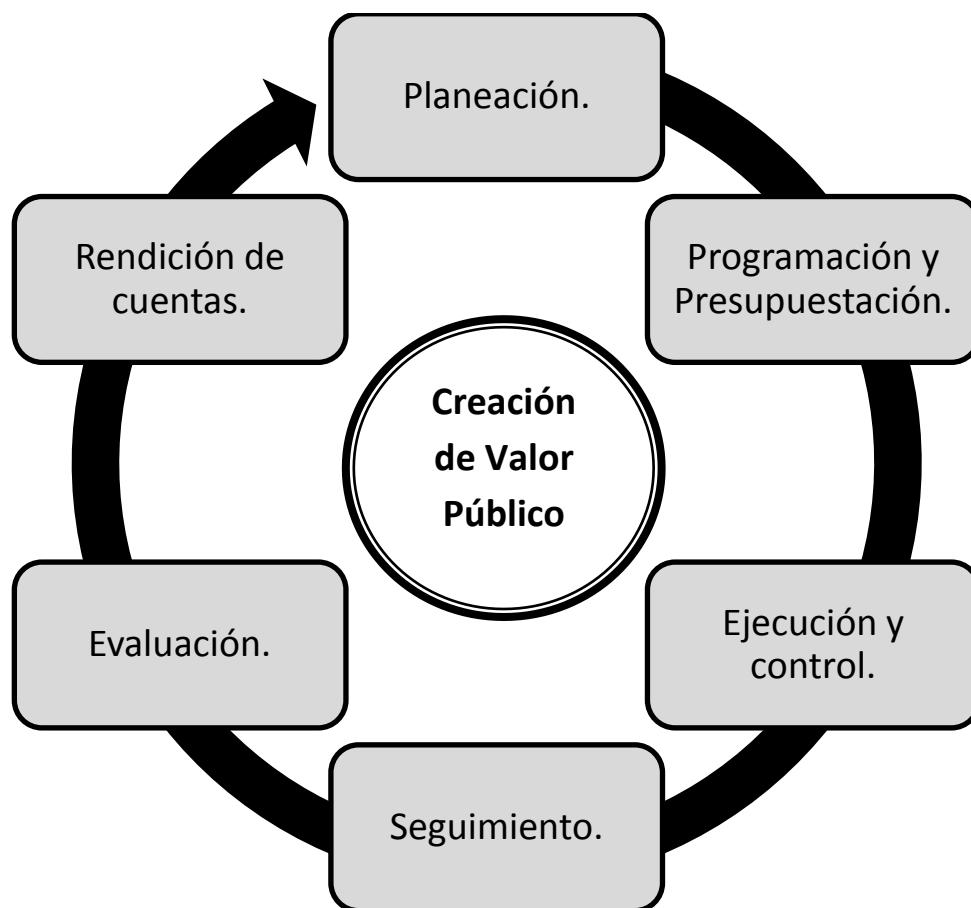 Planeación.
Programación y
Presupuestación.
Ejecución y
control.
Seguimiento.
Evaluación.
Rendición de
cuentas.
Creación
de Valor
Público